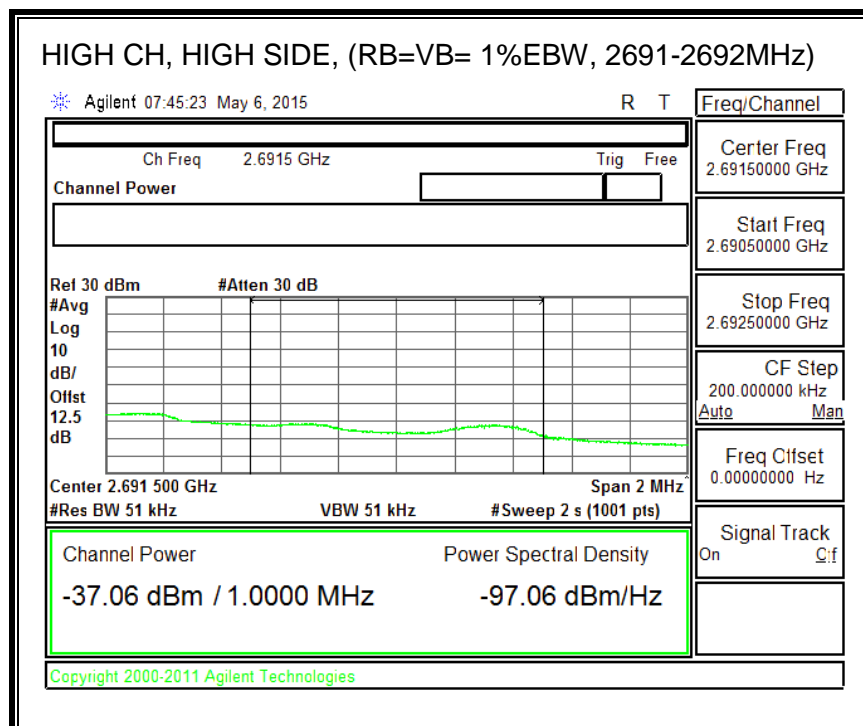 HIGH CH, HIGH SIDE, (RB=VB= 1%EBW, 2691-2692MHz)
Agilent 07:45:23 May 6, 2015 R T
Freq/Channel
Ch Freq 2.6915 GHz Trig Free
Channel Power
Center Freq
2.69150000 GHz
Start Freq
2.69050000 GHz
Stop Freq
2.69250000 GHz
CF Step
200.000000 kHz
Auto Man
Freq Offset
0.00000000 Hz
Signal Track
On Off
Ref 30 dBm #Atten 30 dB
#Avg
Log
10
dB/
Offst
12.5
dB
Center 2.691 500 GHz Span 2 MHz
#Res BW 51 kHz VBW 51 kHz #Sweep 2 s (1001 pts)
Channel Power Power Spectral Density
-37.06 dBm / 1.0000 MHz -97.06 dBm/Hz
Copyright 2000-2011 Agilent Technologies